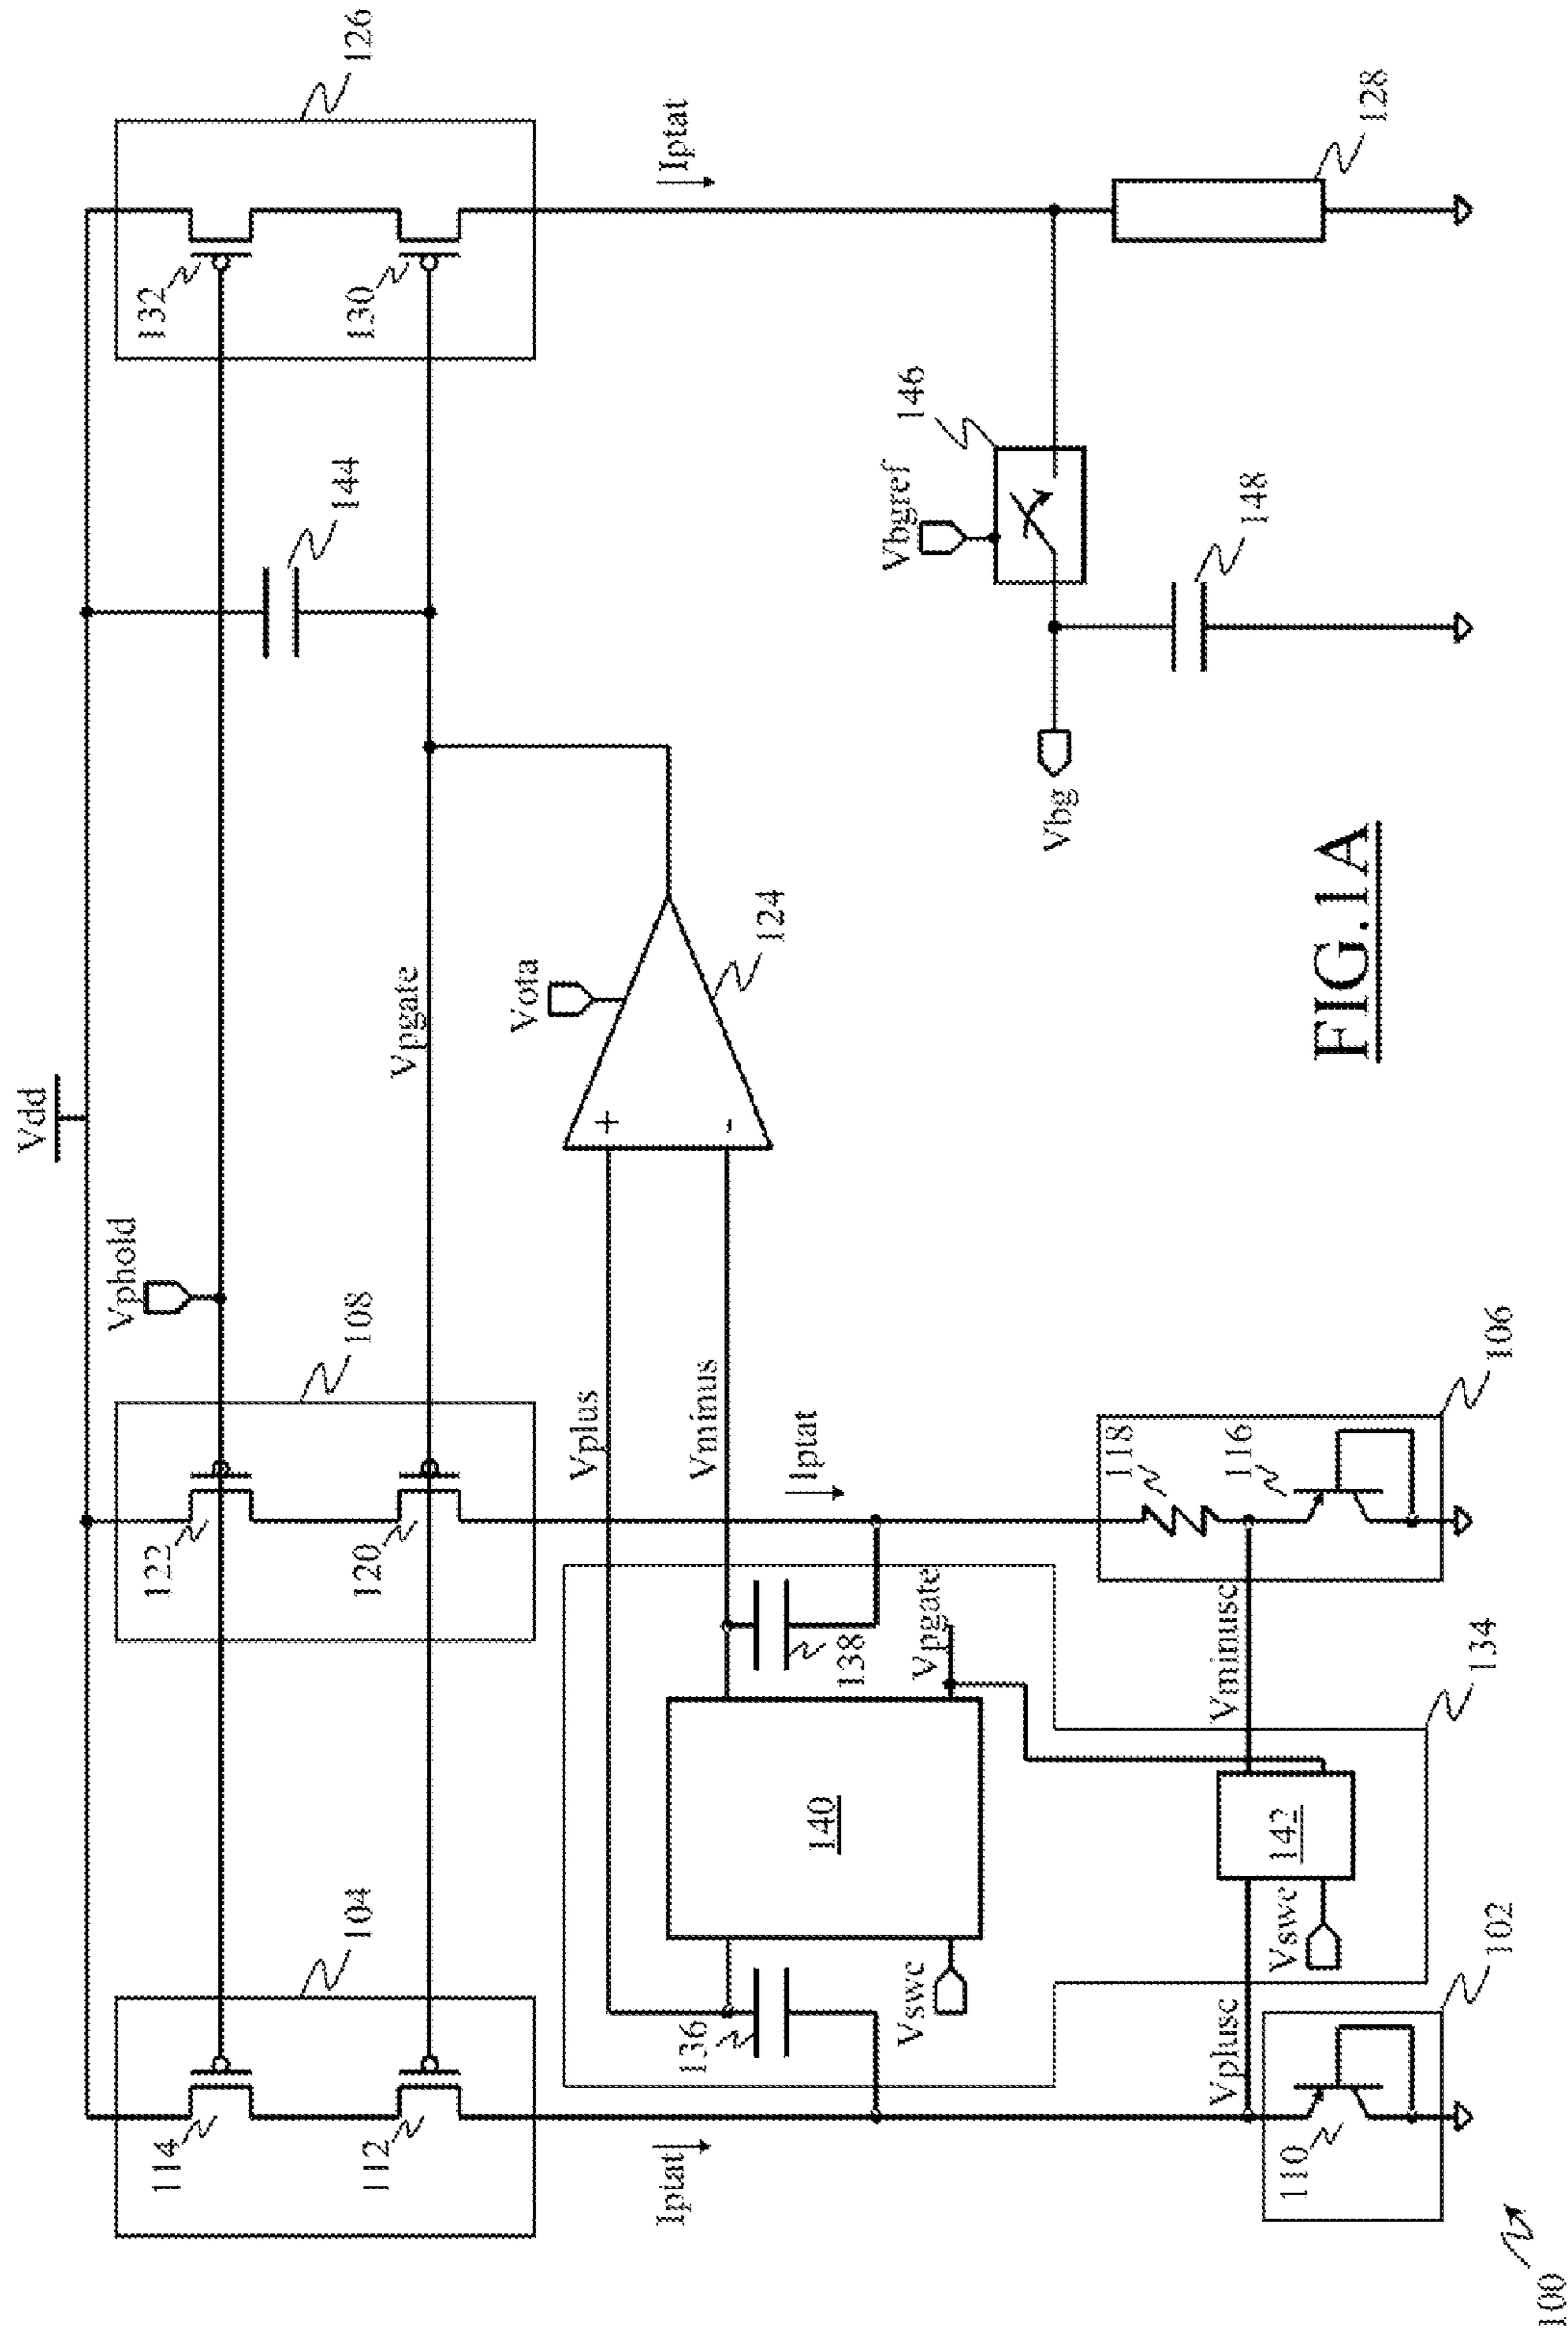 Vdd
Vphold
104
108
126
114
122
132
144
112
120
130
Vpgate
Vota
+
-
124
Vplus
Vminus
Iptat
Iptat
Iptat
136
138
140
Vswc
Vpgate
Vbgref
146
Vbg
148
128
Vplusc
Vminusc
142
Vswc
118
116
110
102
134
106
100
FIG.1A